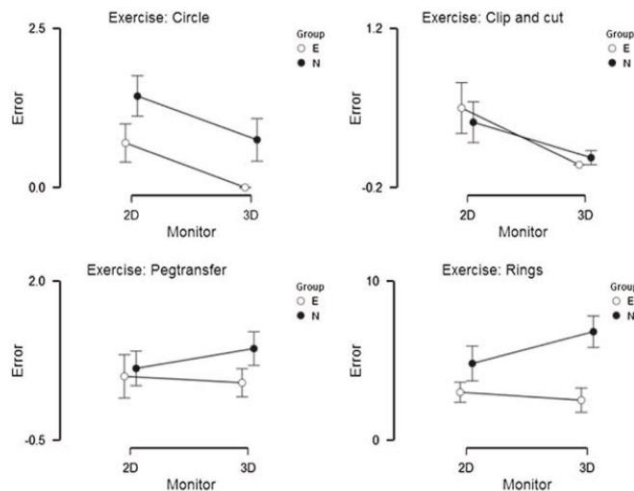 Exercise: Circle
2.5
Group
E
N
Error
0.0
2D
3D
Monitor
Exercise: Clip and cut
1.2
Group
E
N
Error
-0.2
2D
3D
Monitor
Exercise: Pegtransfer
2.0
Group
E
N
Error
-0.5
2D
3D
Monitor
Exercise: Rings
10
Group
E
N
Error
0
2D
3D
Monitor